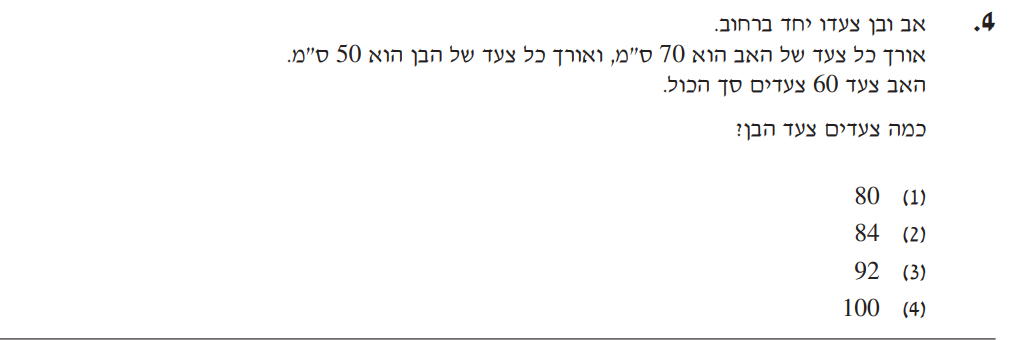 4. אב ובן צעדו יחד ברחוב.
אורך כל צעד של האב הוא 70 ס"מ, ואורך כל צעד של הבן הוא 50 ס"מ.
האב צעד 60 צעדים סך הכול.
כמה צעדים צעד הבן?
(1) 80
(2) 84
(3) 92
(4) 100